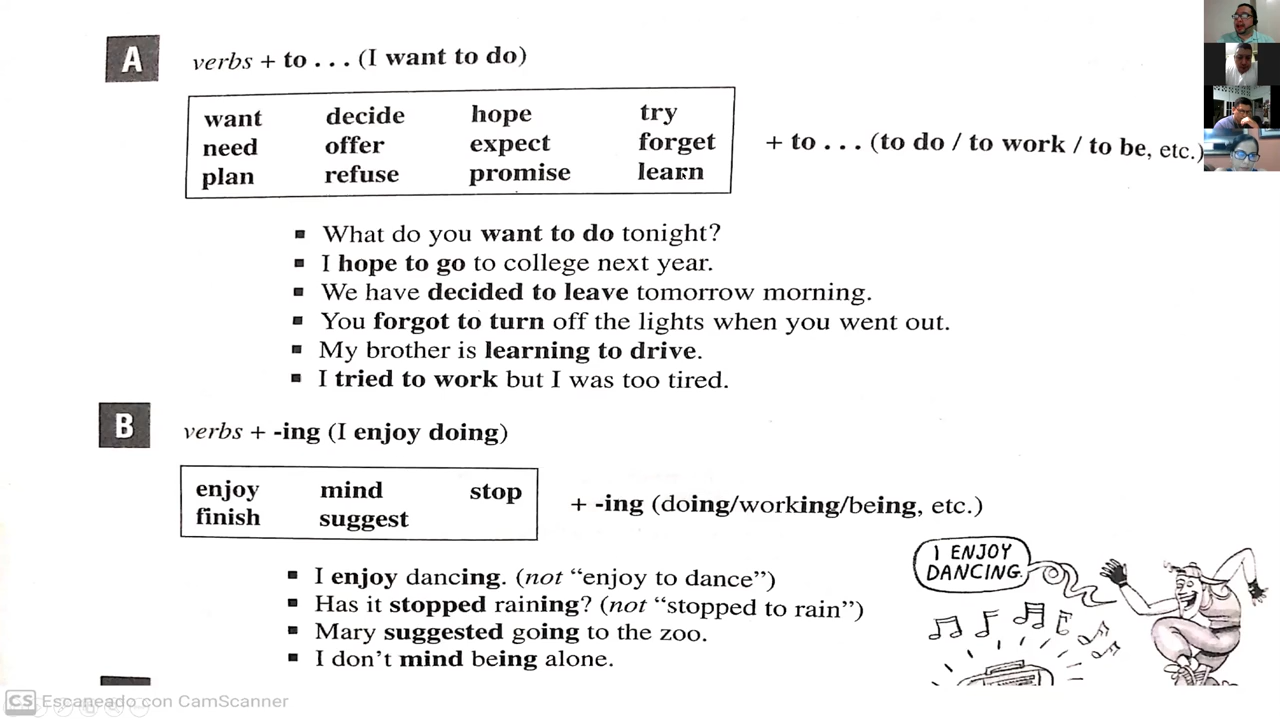 A verbs + to . . . (I want to do)
want decide hope try
need offer expect forget + to . . . (to do / to work / to be, etc.)
plan refuse promise learn
▪ What do you want to do tonight?
▪ I hope to go to college next year.
▪ We have decided to leave tomorrow morning.
▪ You forgot to turn off the lights when you went out.
▪ My brother is learning to drive.
▪ I tried to work but I was too tired.
B verbs + -ing (I enjoy doing)
enjoy mind stop + -ing (doing/working/being, etc.)
finish suggest
▪ I enjoy dancing. (not “enjoy to dance”)
▪ Has it stopped raining? (not “stopped to rain”)
▪ Mary suggested going to the zoo.
▪ I don’t mind being alone.
I ENJOY
DANCING.
CS Escaneado con CamScanner